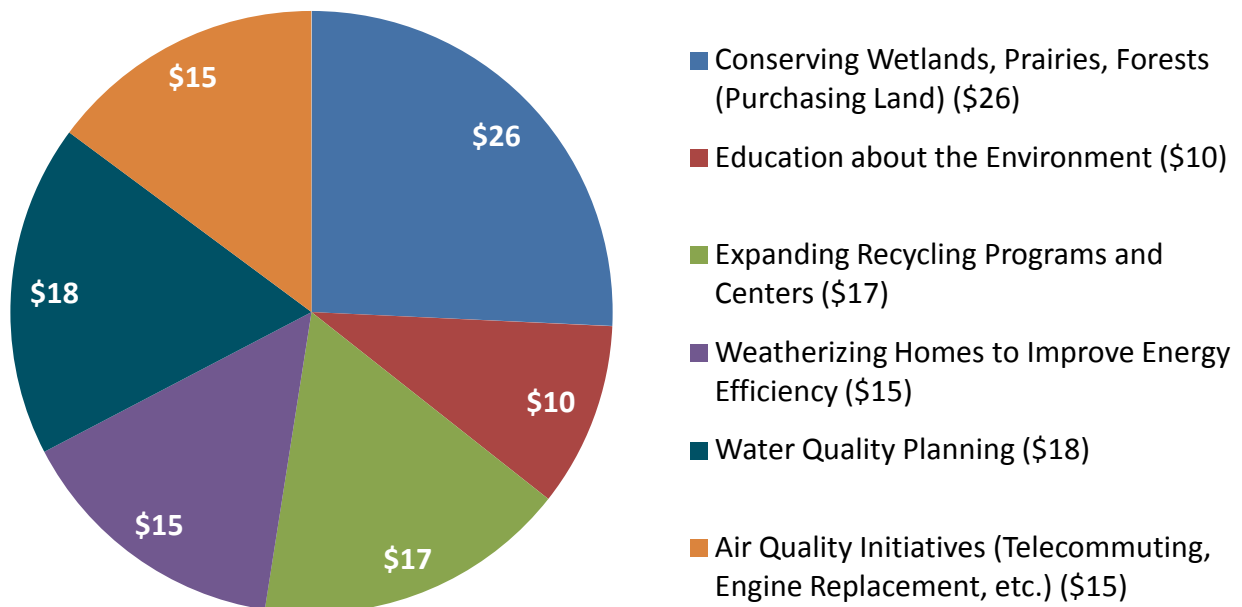 $15
$26
$18
$10
$15
$17
Conserving Wetlands, Prairies, Forests
(Purchasing Land) ($26)
Education about the Environment ($10)
Expanding Recycling Programs and
Centers ($17)
Weatherizing Homes to Improve Energy
Efficiency ($15)
Water Quality Planning ($18)
Air Quality Initiatives (Telecommuting,
Engine Replacement, etc.) ($15)